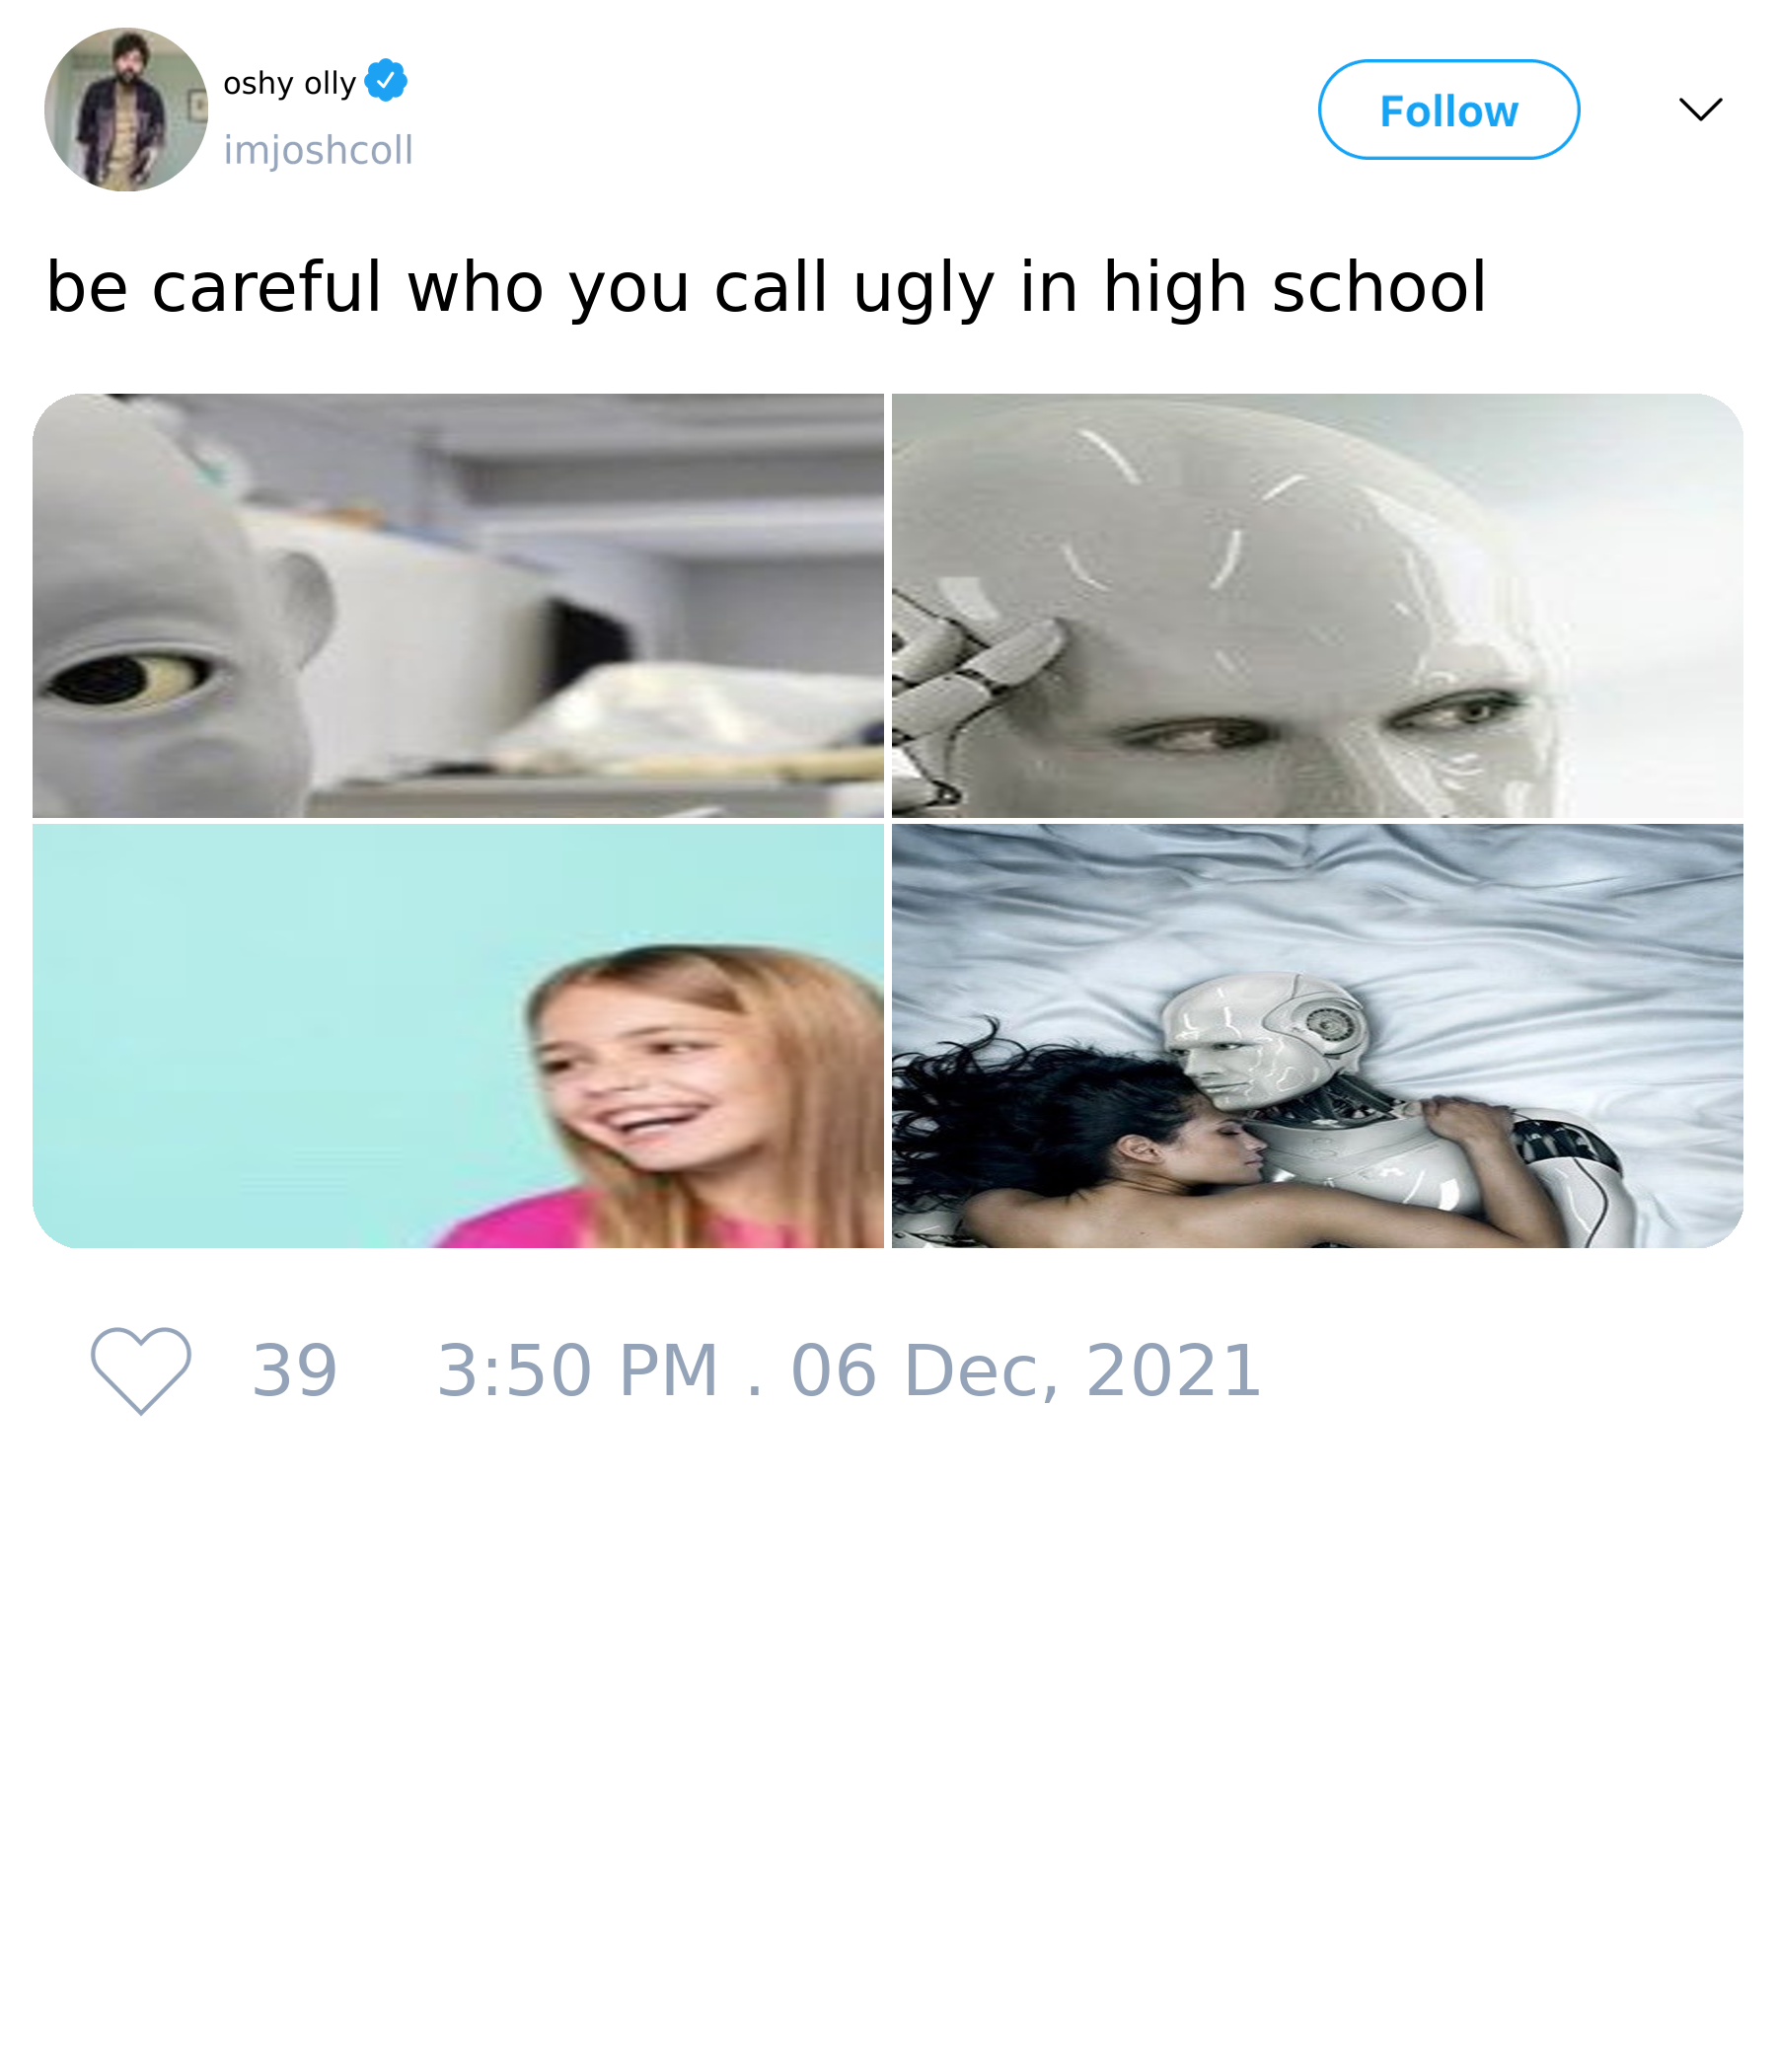 oshy olly
imjoshcoll
Follow
be careful who you call ugly in high school
39
3:50 PM . 06 Dec, 2021